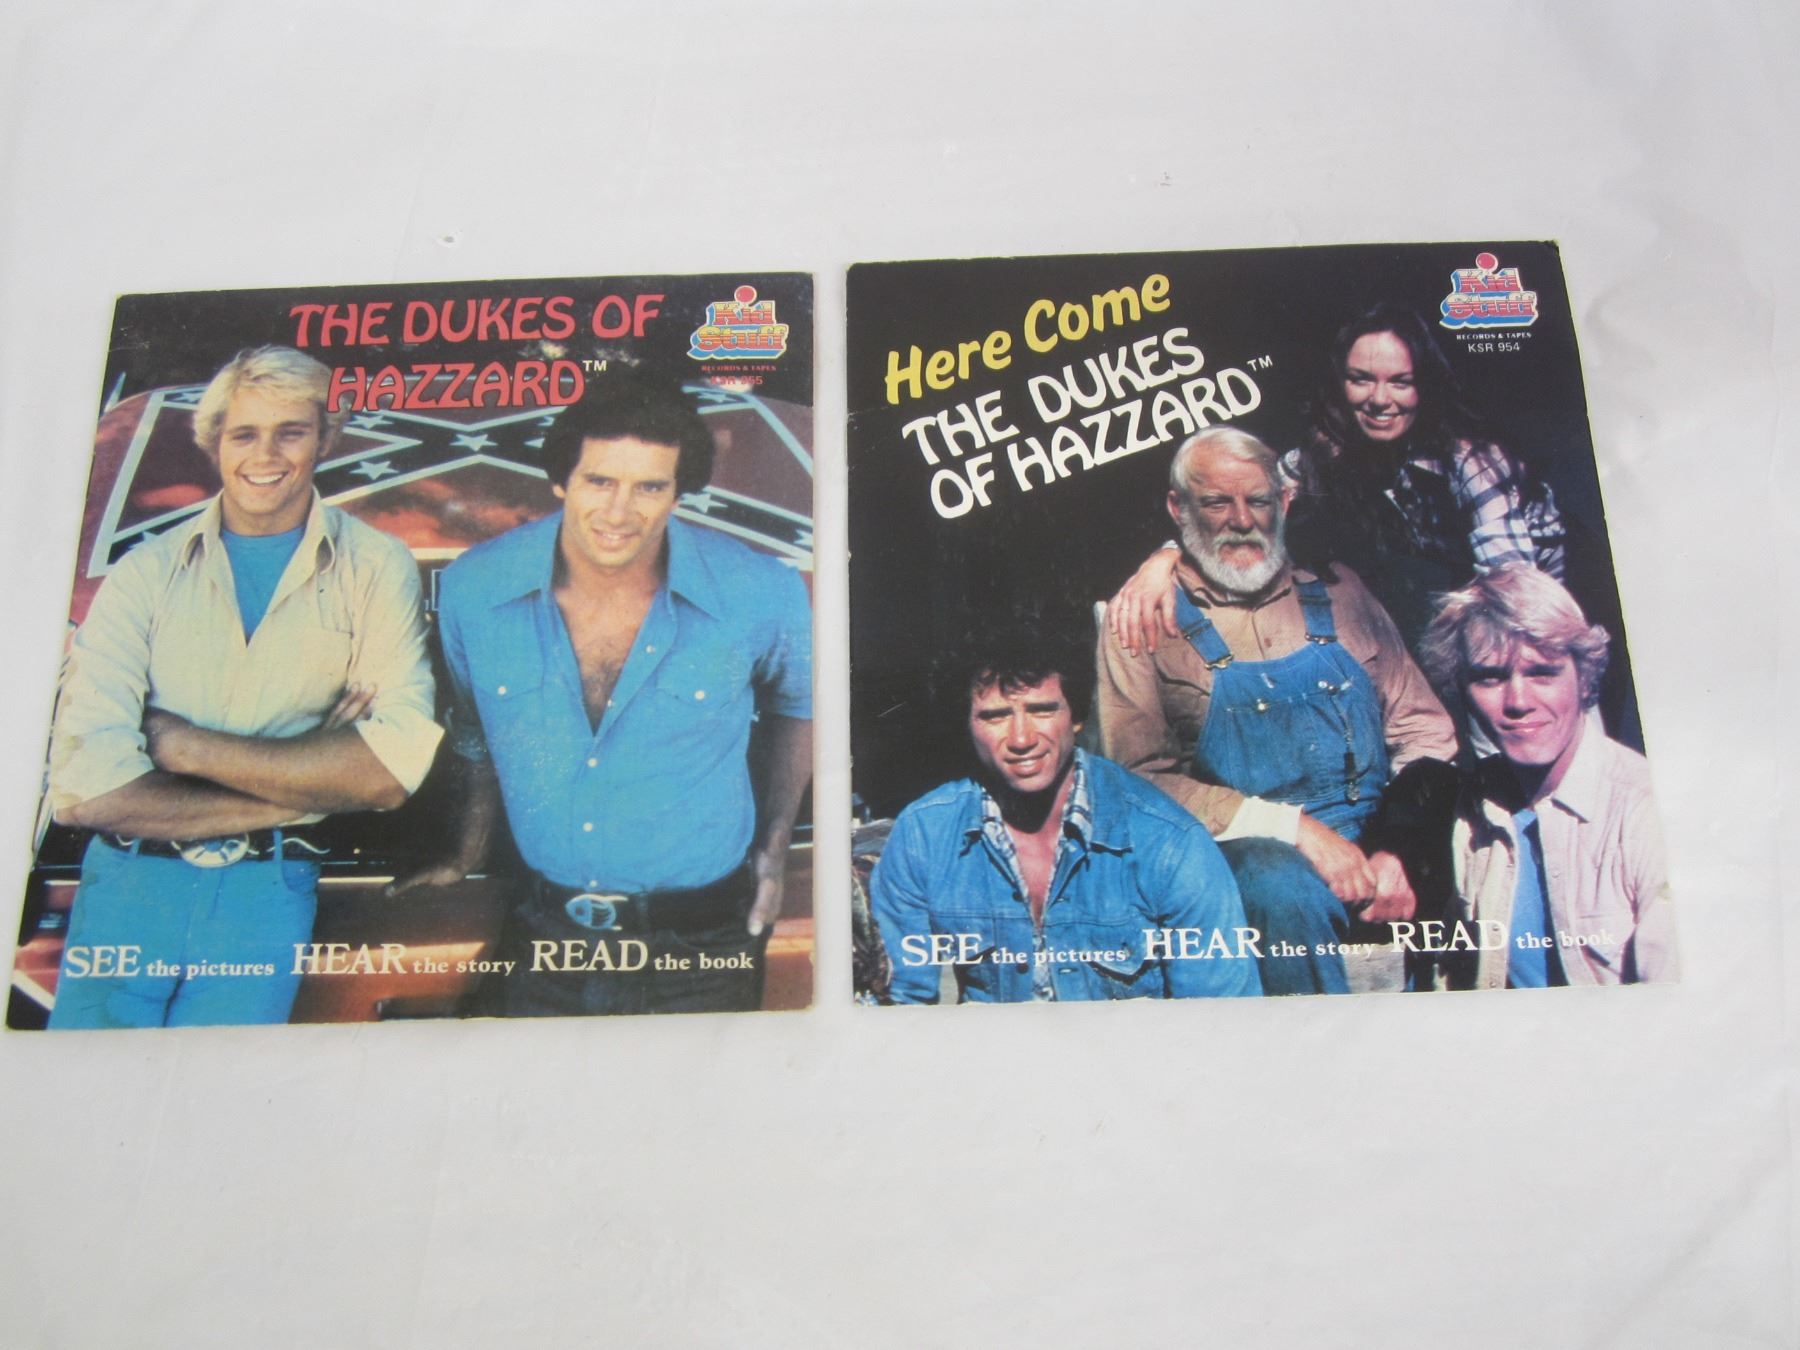 THE DUKES OF
HAZZARD™
Kid
Stuff
RECORDS & TAPES
KSR 955
SEE the pictures HEAR the story READ the book
Here Come
THE DUKES
OF HAZZARD™
Kid
Stuff
RECORDS & TAPES
KSR 954
SEE the pictures HEAR the story READ the book